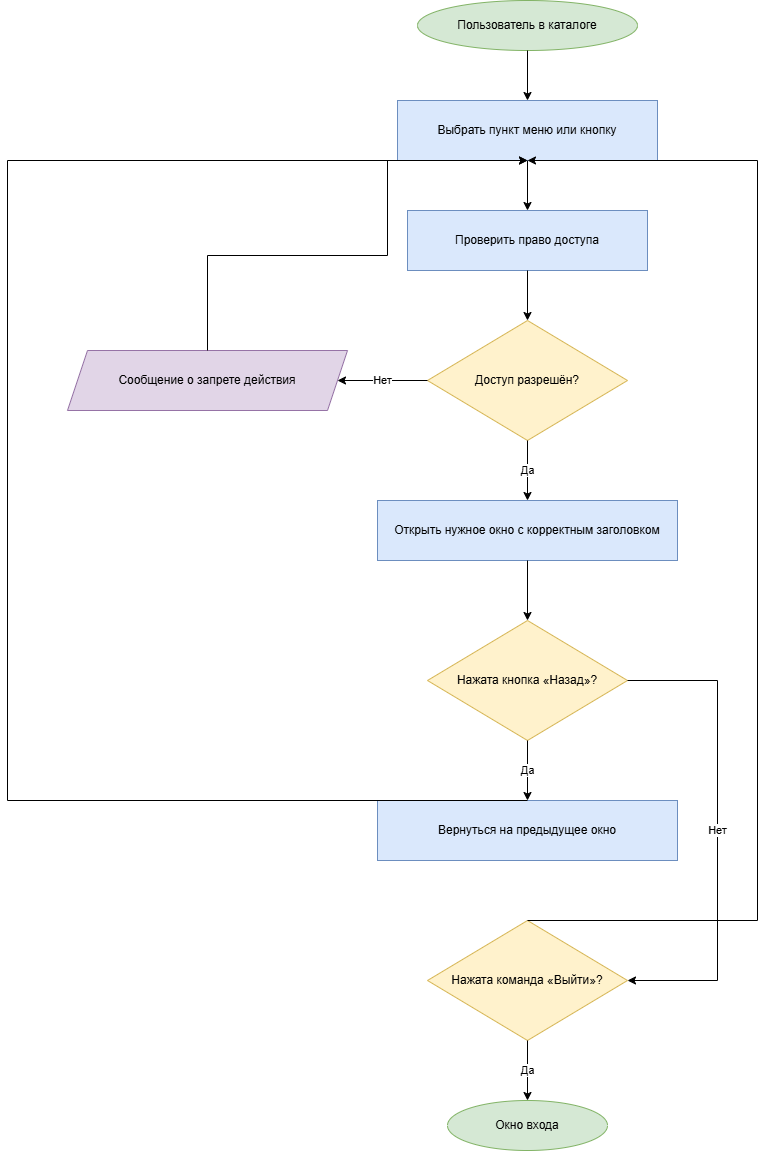 Пользователь в каталоге
Выбрать пункт меню или кнопку
Проверить право доступа
Доступ разрешён?
Нет
Сообщение о запрете действия
Да
Открыть нужное окно с корректным заголовком
Нажата кнопка «Назад»?
Да
Вернуться на предыдущее окно
Нет
Нажата команда «Выйти»?
Да
Окно входа